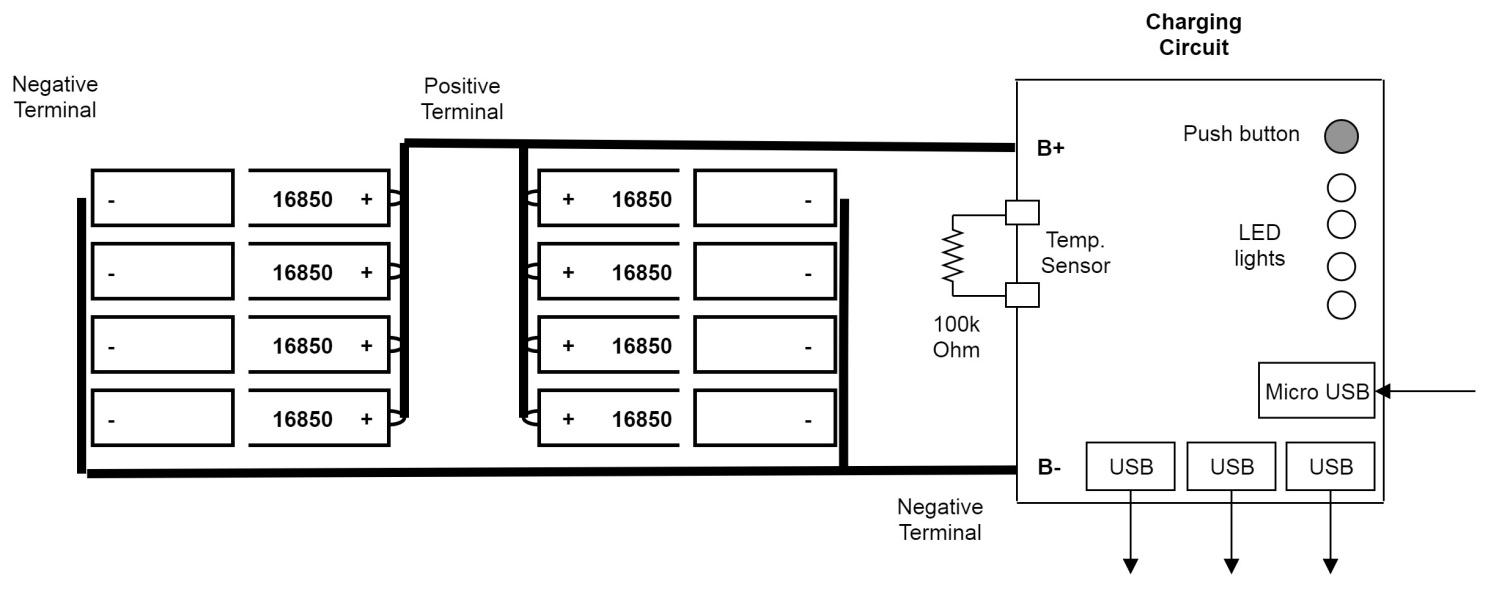 Charging
Circuit
Negative
Terminal
Positive
Terminal
B+
Push button
- 16850 + + 16850 -
Temp.
Sensor
LED
lights
- 16850 + + 16850 -
100k
Ohm
- 16850 + + 16850 -
Micro USB
- 16850 + + 16850 -
B-
USB USB USB
Negative
Terminal